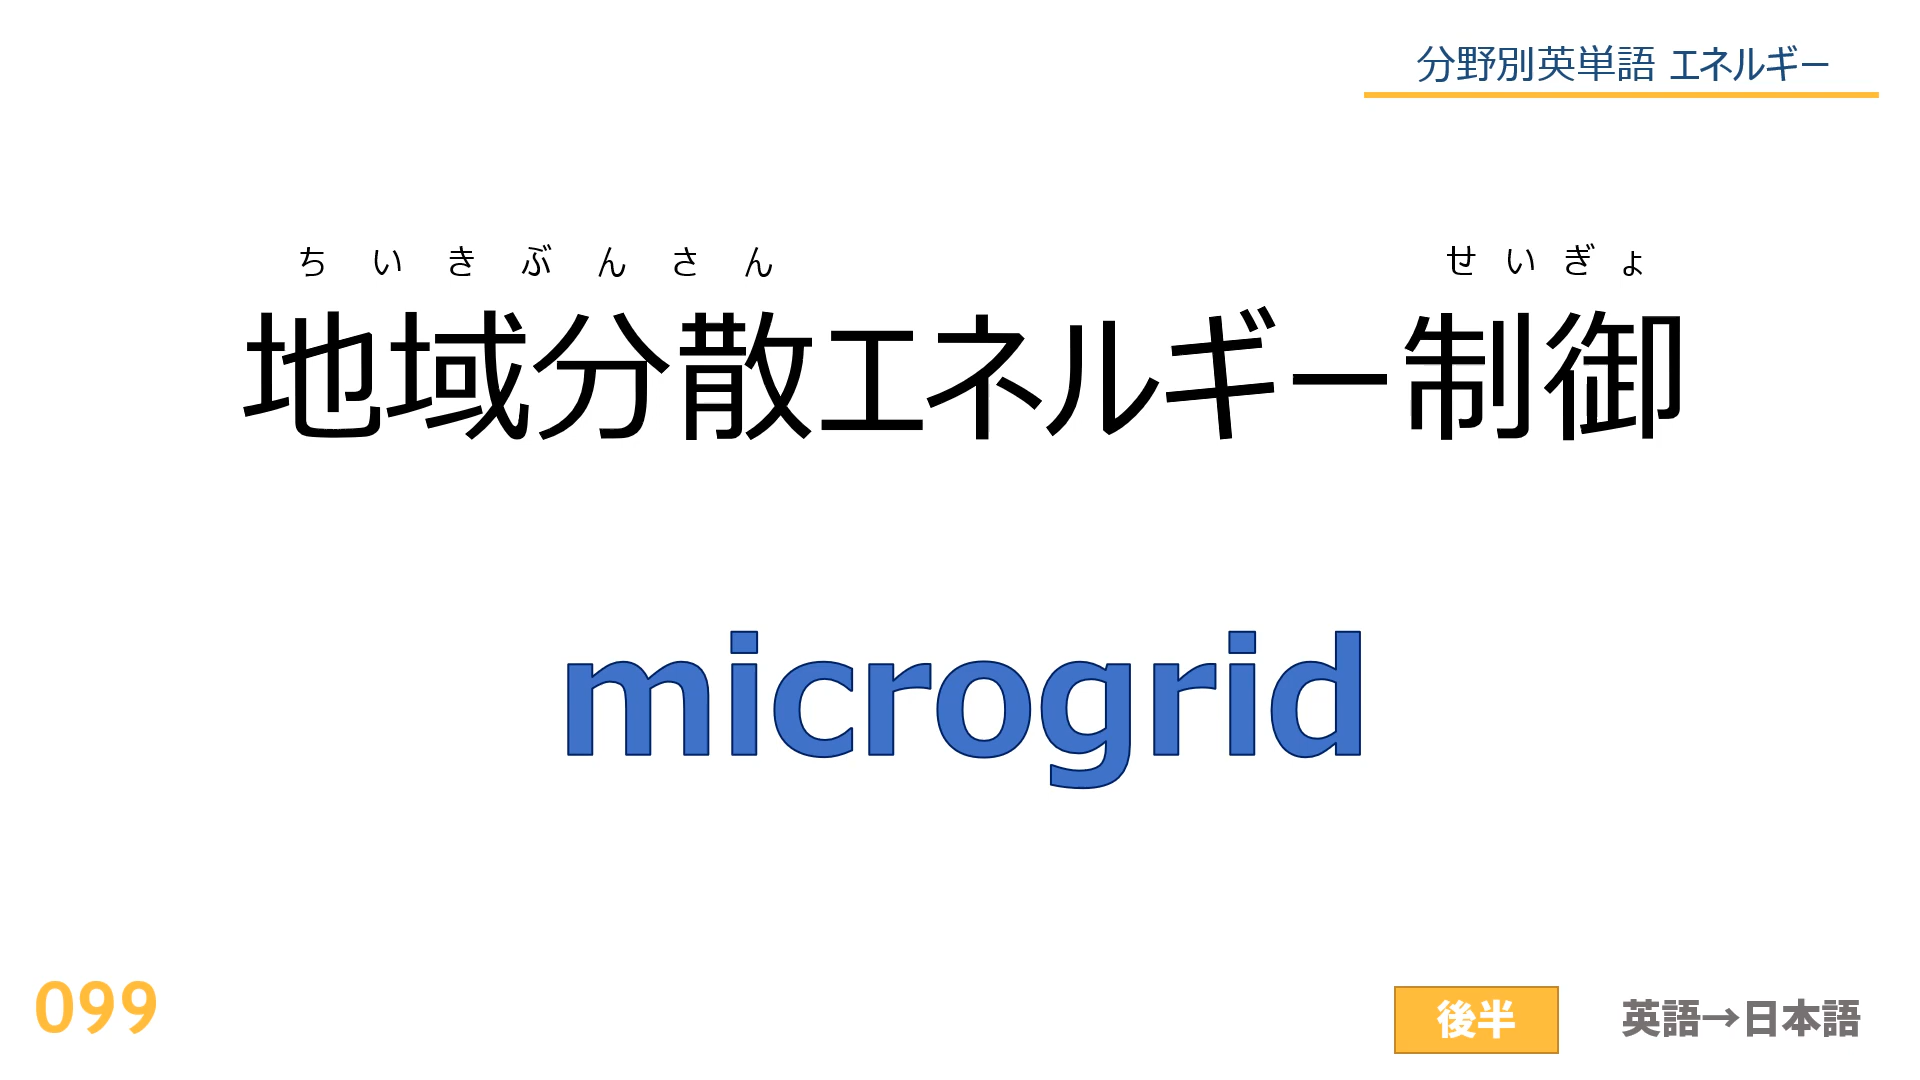 分野別英単語 エネルギー
ちいきぶんさん せいぎょ
地域分散エネルギー制御
microgrid
099
後半
英語→日本語